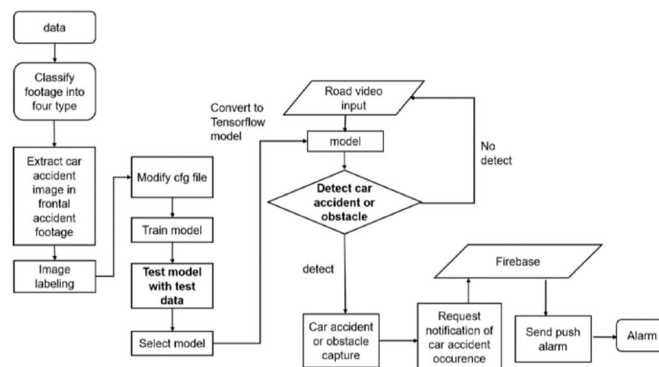 data
Classify
footage into
four type
Extract car
accident
image in
frontal
accident
footage
Image
labeling
Modify cfg file
Train model
Test model
with test
data
Select model
Convert to
Tensorflow
model
Road video
input
model
Detect car
accident or
obstacle
No
detect
detect
Car accident
or obstacle
capture
Request
notification of
car accident
occurence
Firebase
Send push
alarm
Alarm